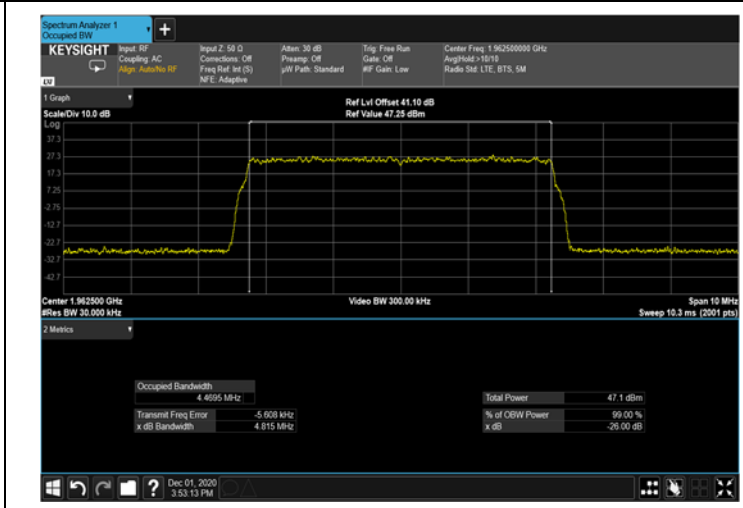 Spectrum Analyzer 1
Occupied BW
KEYSIGHT
Input: RF
Coupling: AC
Align: Auto/No RF
Input Z: 50 Ω
Corrections: Off
Freq Ref: Int (S)
NFE: Adaptive
Atten: 30 dB
Preamp: Off
µW Path: Standard
Trig: Free Run
Gate: Off
#IF Gain: Low
Center Freq: 1.962500000 GHz
Avg|Hold:>10/10
Radio Std: LTE, BTS, 5M
1 Graph
Scale/Div 10.0 dB
Ref Lvl Offset 41.10 dB
Ref Value 47.25 dBm
Log
37.3
27.3
17.3
7.25
-2.75
-12.7
-22.7
-32.7
-42.7
Center 1.962500 GHz
#Res BW 30.000 kHz
Video BW 300.00 kHz
Span 10 MHz
Sweep 10.3 ms (2001 pts)
2 Metrics
Occupied Bandwidth
4.4695 MHz
Transmit Freq Error -5.608 kHz
x dB Bandwidth 4.815 MHz
Total Power 47.1 dBm
% of OBW Power 99.00 %
x dB -26.00 dB
Dec 01, 2020
3:53:13 PM